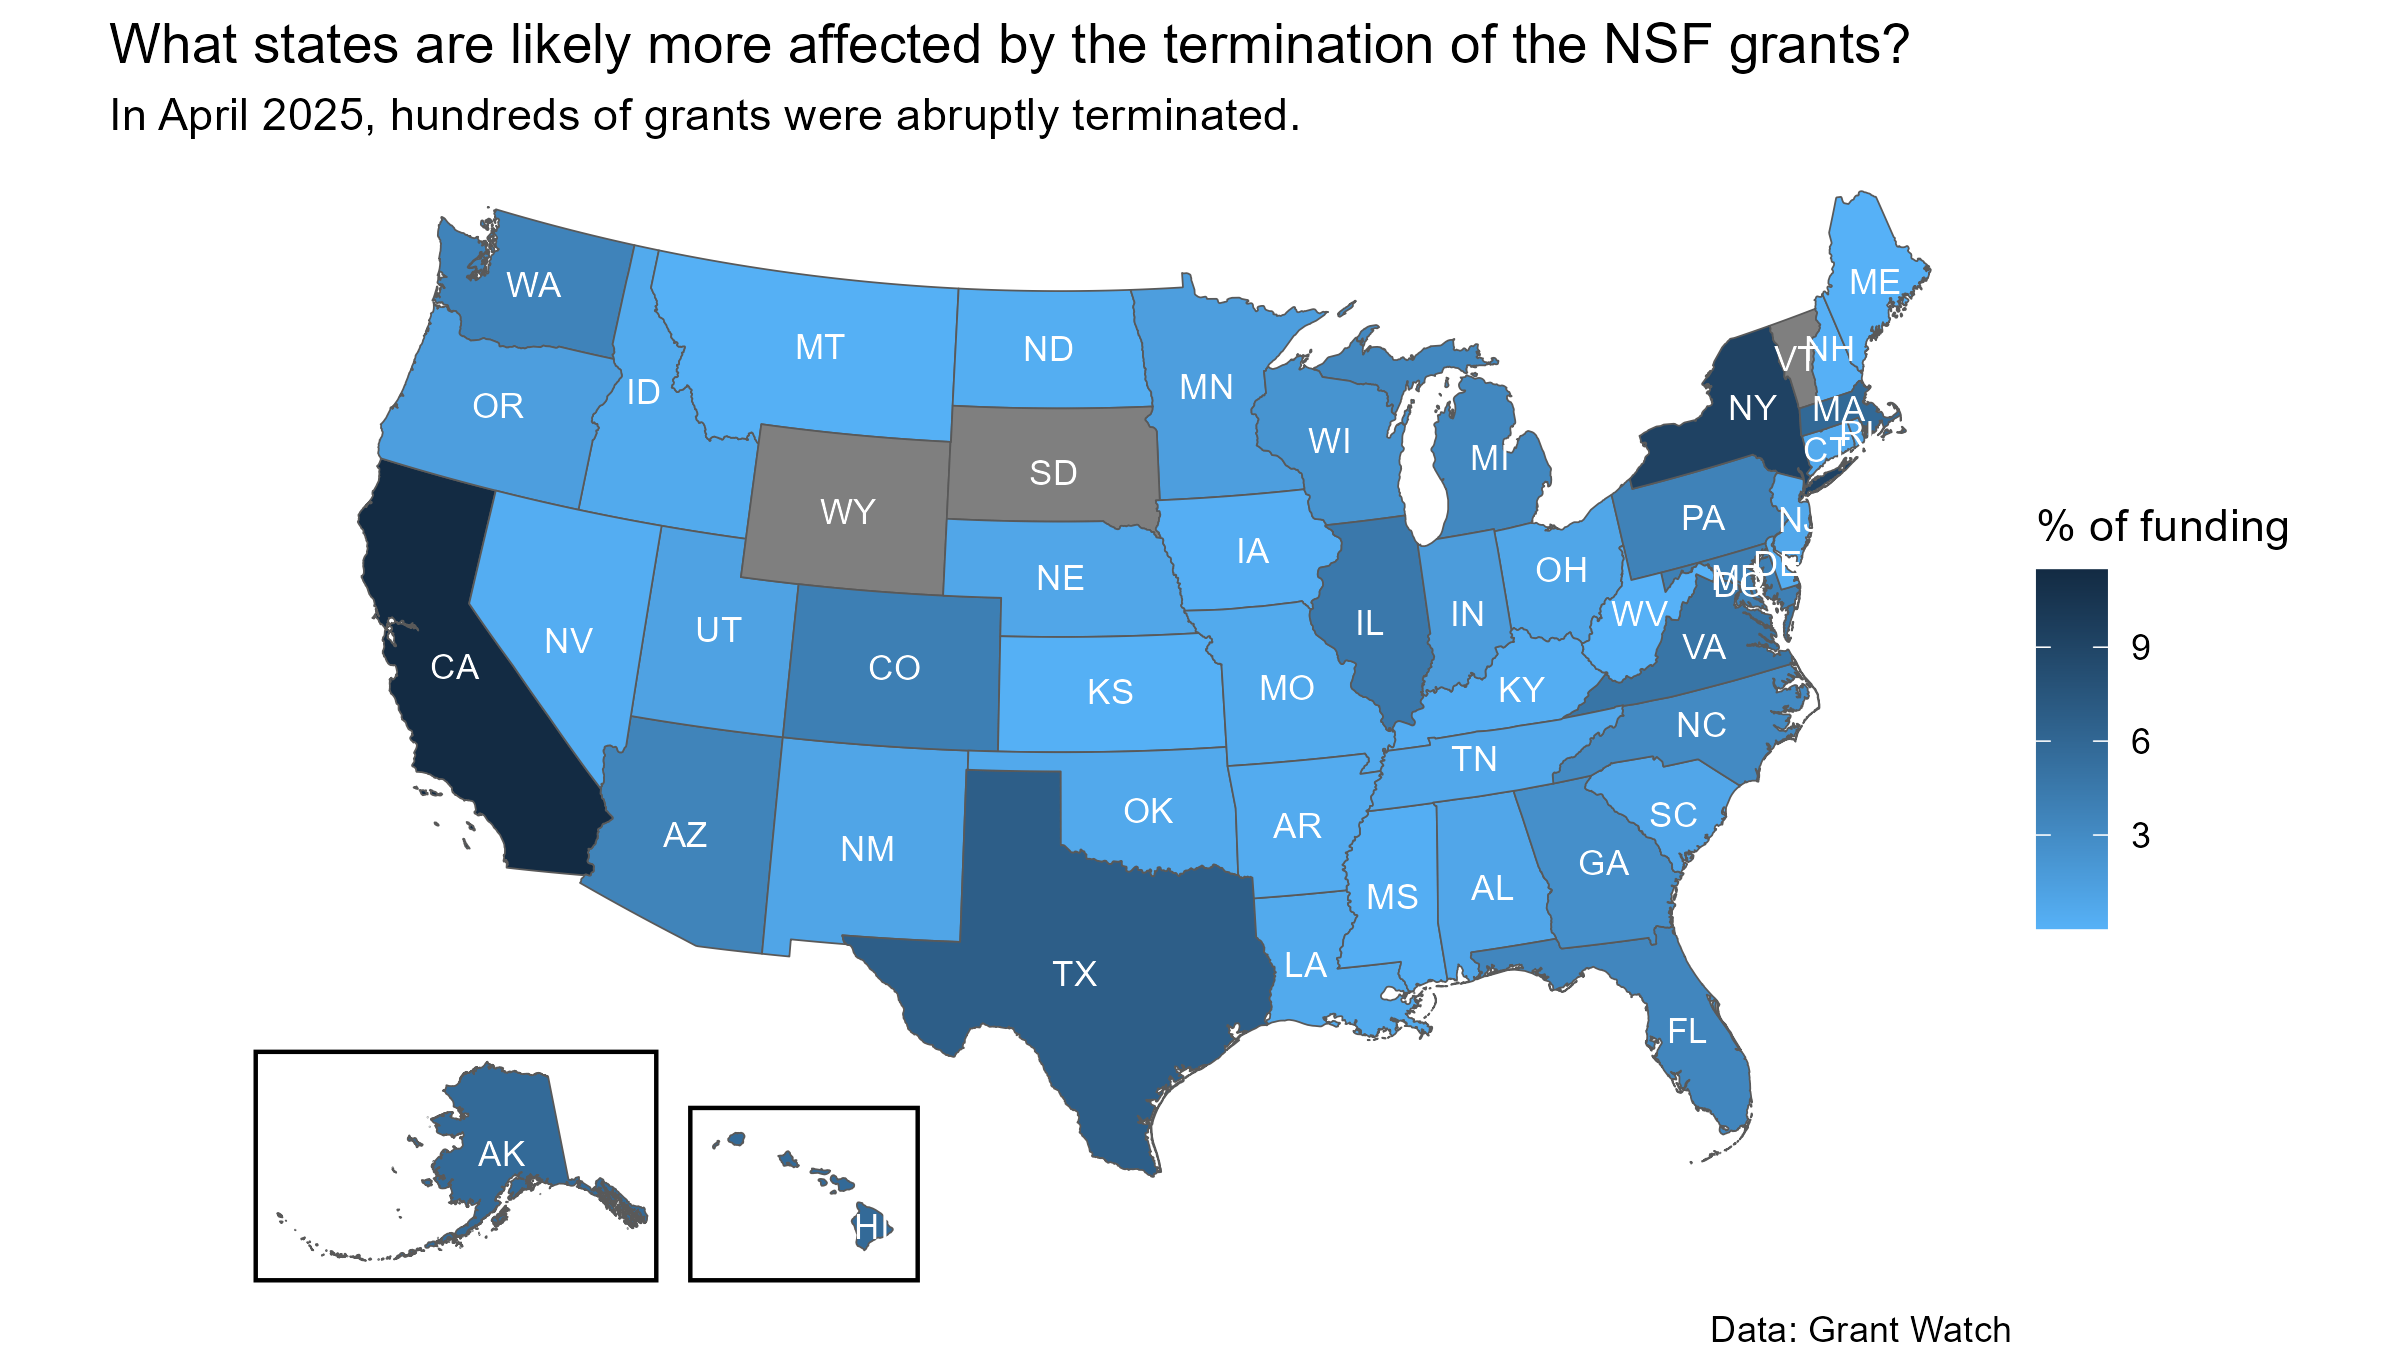 What states are likely more affected by the termination of the NSF grants?
In April 2025, hundreds of grants were abruptly terminated.
WA
ME
MT
ND
VT
NH
MN
ID
OR
NY
MA
RI
WI
CT
MI
SD
WY
PA
NJ
% of funding
IA
OH
DE
NE
MD
DC
IL
IN
WV
UT
NV
VA
9
CA
CO
KS
MO
KY
NC
6
TN
OK
SC
AZ
AR
3
NM
GA
AL
MS
LA
TX
FL
AK
HI
Data: Grant Watch